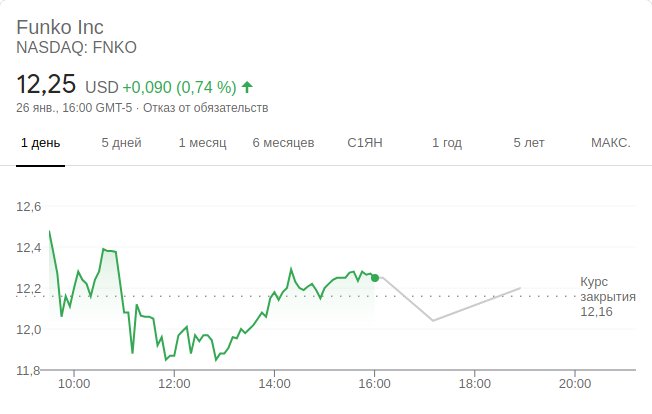 Funko Inc
NASDAQ: FNKO
12,25 USD +0,090 (0,74 %)
26 янв., 16:00 GMT-5 · Отказ от обязательств
1 день 5 дней 1 месяц 6 месяцев С1ЯН 1 год 5 лет МАКС.
12,6
12,4
12,2
12,0
11,8
Курс
закрытия
12,16
10:00 12:00 14:00 16:00 18:00 20:00